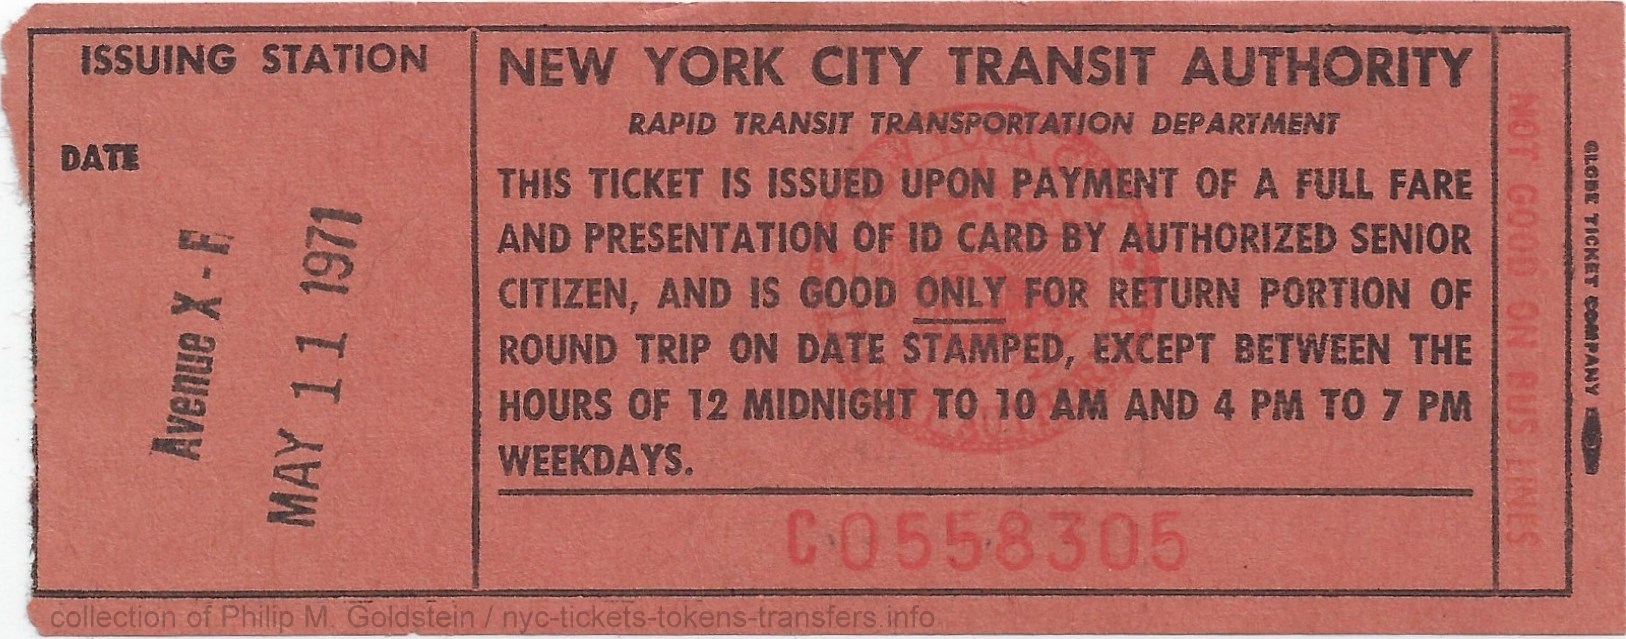 ISSUING STATION
DATE
Avenue X - F
MAY 11 1971
NEW YORK CITY TRANSIT AUTHORITY
RAPID TRANSIT TRANSPORTATION DEPARTMENT
THIS TICKET IS ISSUED UPON PAYMENT OF A FULL FARE
AND PRESENTATION OF ID CARD BY AUTHORIZED SENIOR
CITIZEN, AND IS GOOD ONLY FOR RETURN PORTION OF
ROUND TRIP ON DATE STAMPED, EXCEPT BETWEEN THE
HOURS OF 12 MIDNIGHT TO 10 AM AND 4 PM TO 7 PM
WEEKDAYS.
C0558305
NOT GOOD ON BUS LINES
GLOBE TICKET COMPANY
collection of Philip M. Goldstein / nyc-tickets-tokens-transfers.info